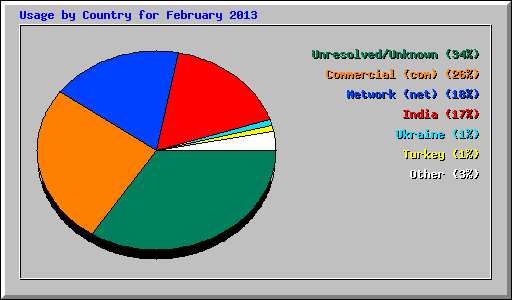 Usage by Country for February 2013
Unresolved/Unknown (34%)
Commercial (com) (26%)
Network (net) (18%)
India (17%)
Ukraine (1%)
Turkey (1%)
Other (3%)